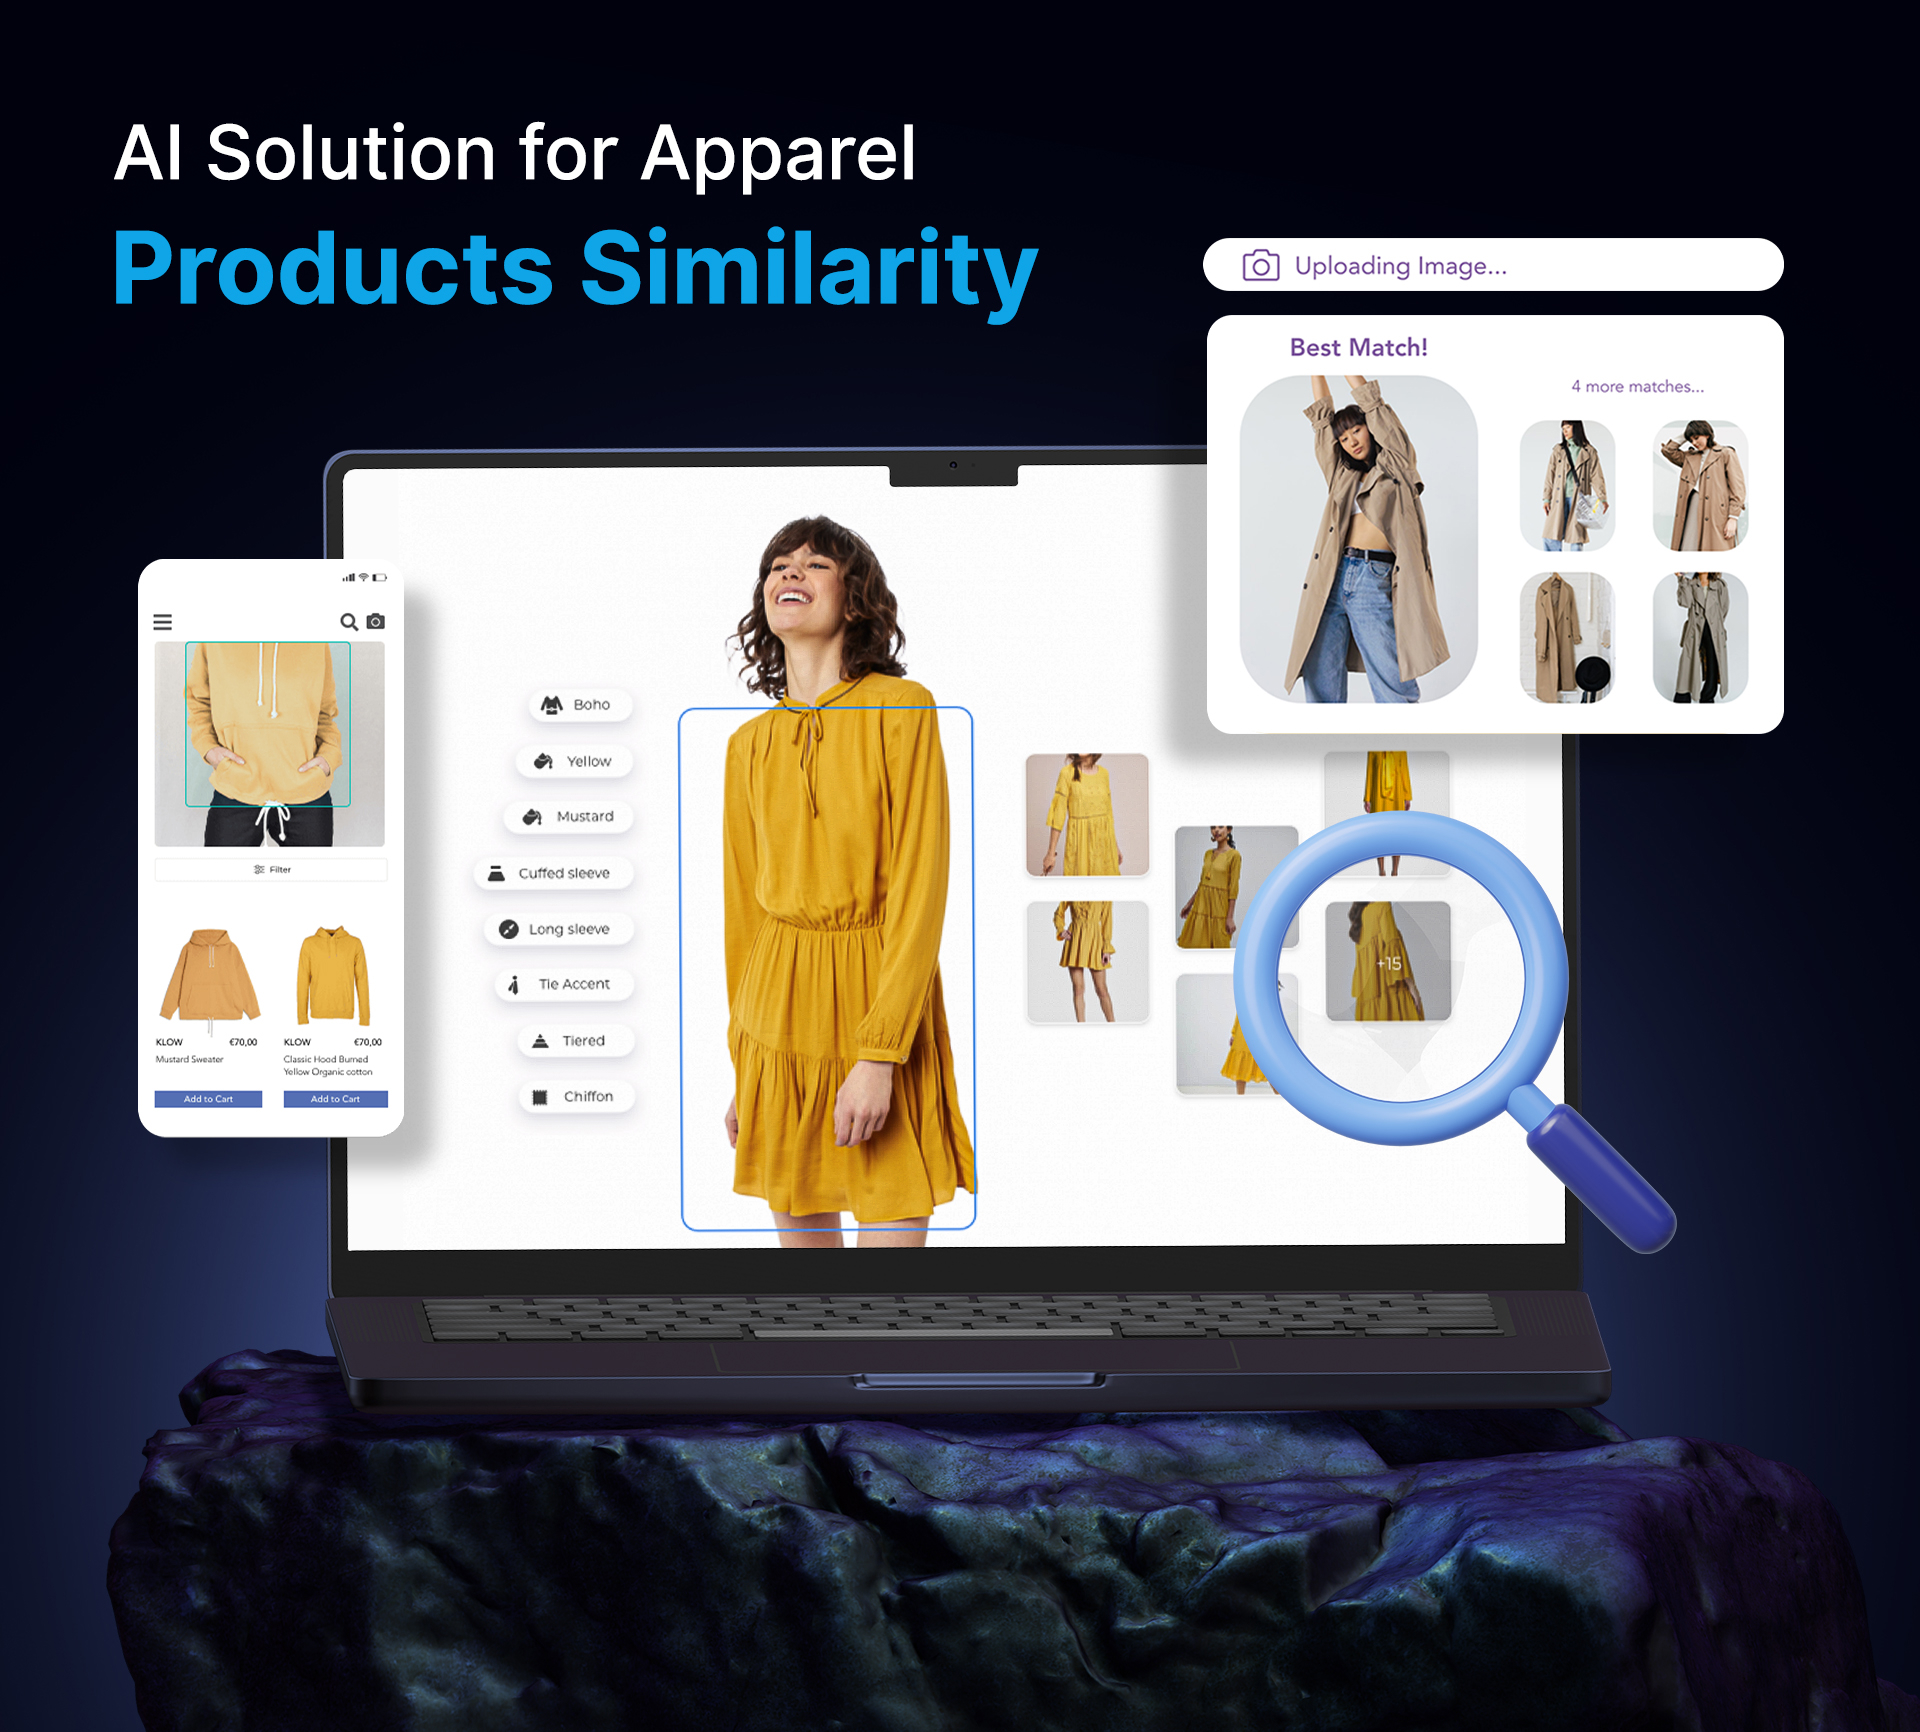 AI Solution for Apparel
Products Similarity
Uploading Image...
Best Match!
4 more matches...
Boho
Yellow
Mustard
Cuffed sleeve
Long sleeve
Tie Accent
Tiered
Chiffon
+15
Filter
KLOW €70,00
Mustard Sweater
Add to Cart
KLOW €70,00
Classic Hood Burned
Yellow Organic cotton
Add to Cart